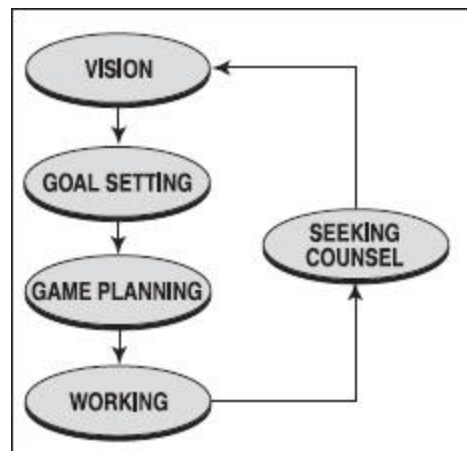 VISION
GOAL SETTING
GAME PLANNING
WORKING
SEEKING
COUNSEL